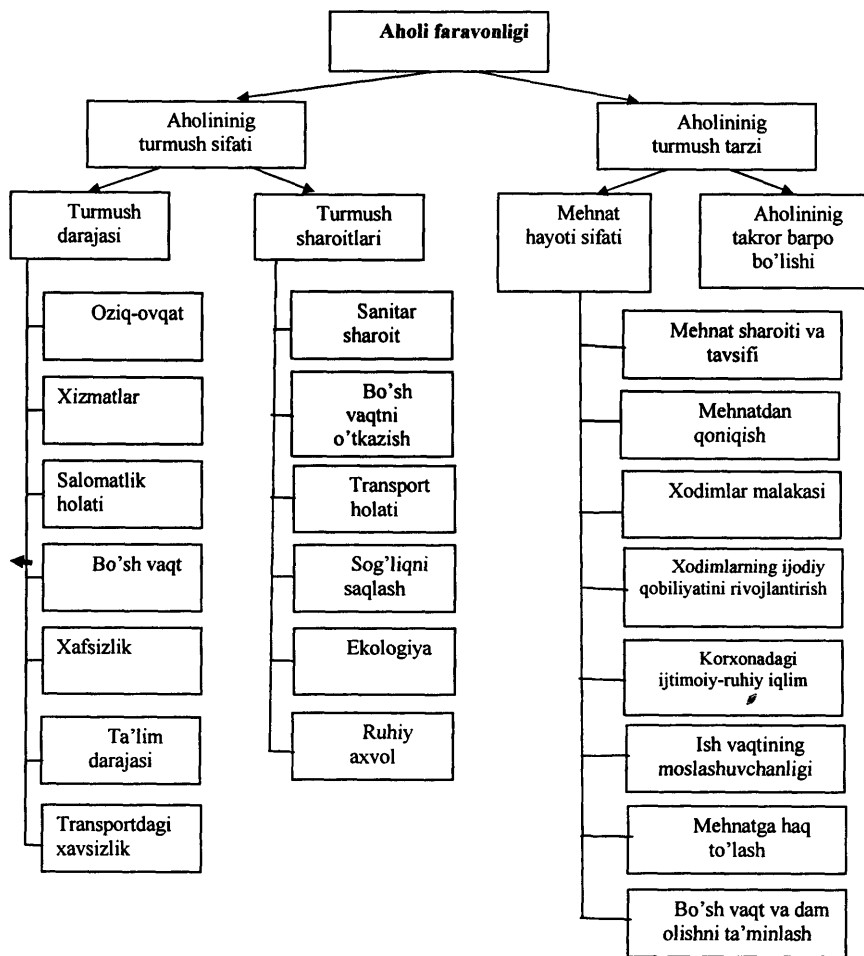 Aholi faravonligi
Aholininig
turmush sifati
Aholininig
turmush tarzi
Turmush
darajasi
Turmush
sharoitlari
Mehnat
hayoti sifati
Aholininig
takror barpo
bo'lishi
Oziq-ovqat
Xizmatlar
Salomatlik
holati
Bo'sh vaqt
Xafsizlik
Ta'lim
darajasi
Transportdagi
xavsizlik
Sanitar
sharoit
Bo'sh
vaqtni
o'tkazish
Transport
holati
Sog'liqni
saqlash
Ekologiya
Ruhiy
axvol
Mehnat sharoiti va
tavsifi
Mehnatdan
qoniqish
Xodimlar malakasi
Xodimlarning ijodiy
qobiliyatini rivojlantirish
Korxonadagi
ijtimoiy-ruhiy iqlim
Ish vaqtining
moslashuvchanligi
Mehnatga haq
to'lash
Bo'sh vaqt va dam
olishni ta'minlash